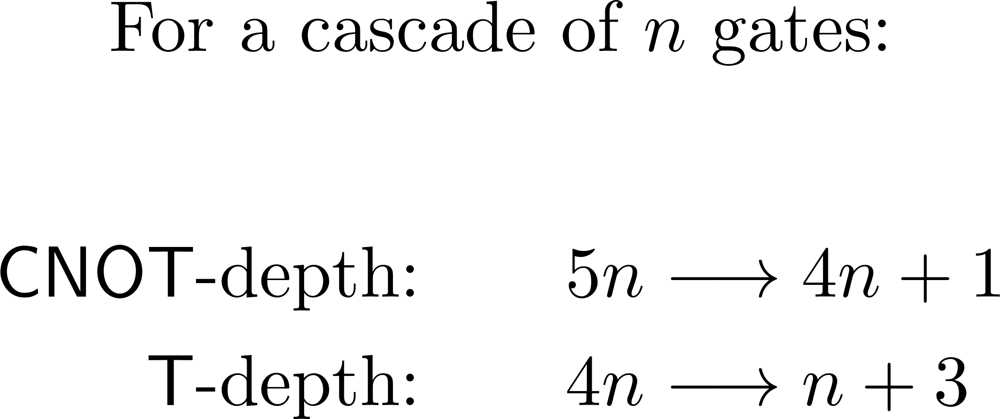 For a cascade of n gates:
CNOT-depth: 5n ⟶ 4n + 1
T-depth: 4n ⟶ n + 3